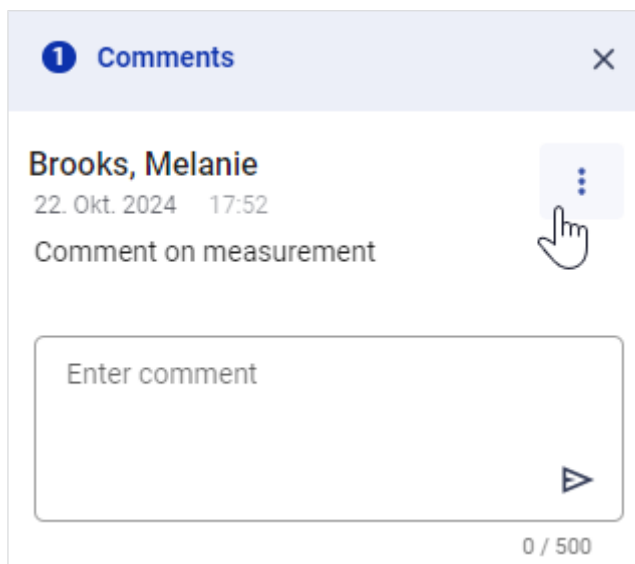 1 Comments
Brooks, Melanie
22. Okt. 2024 17:52
Comment on measurement
Enter comment
0 / 500